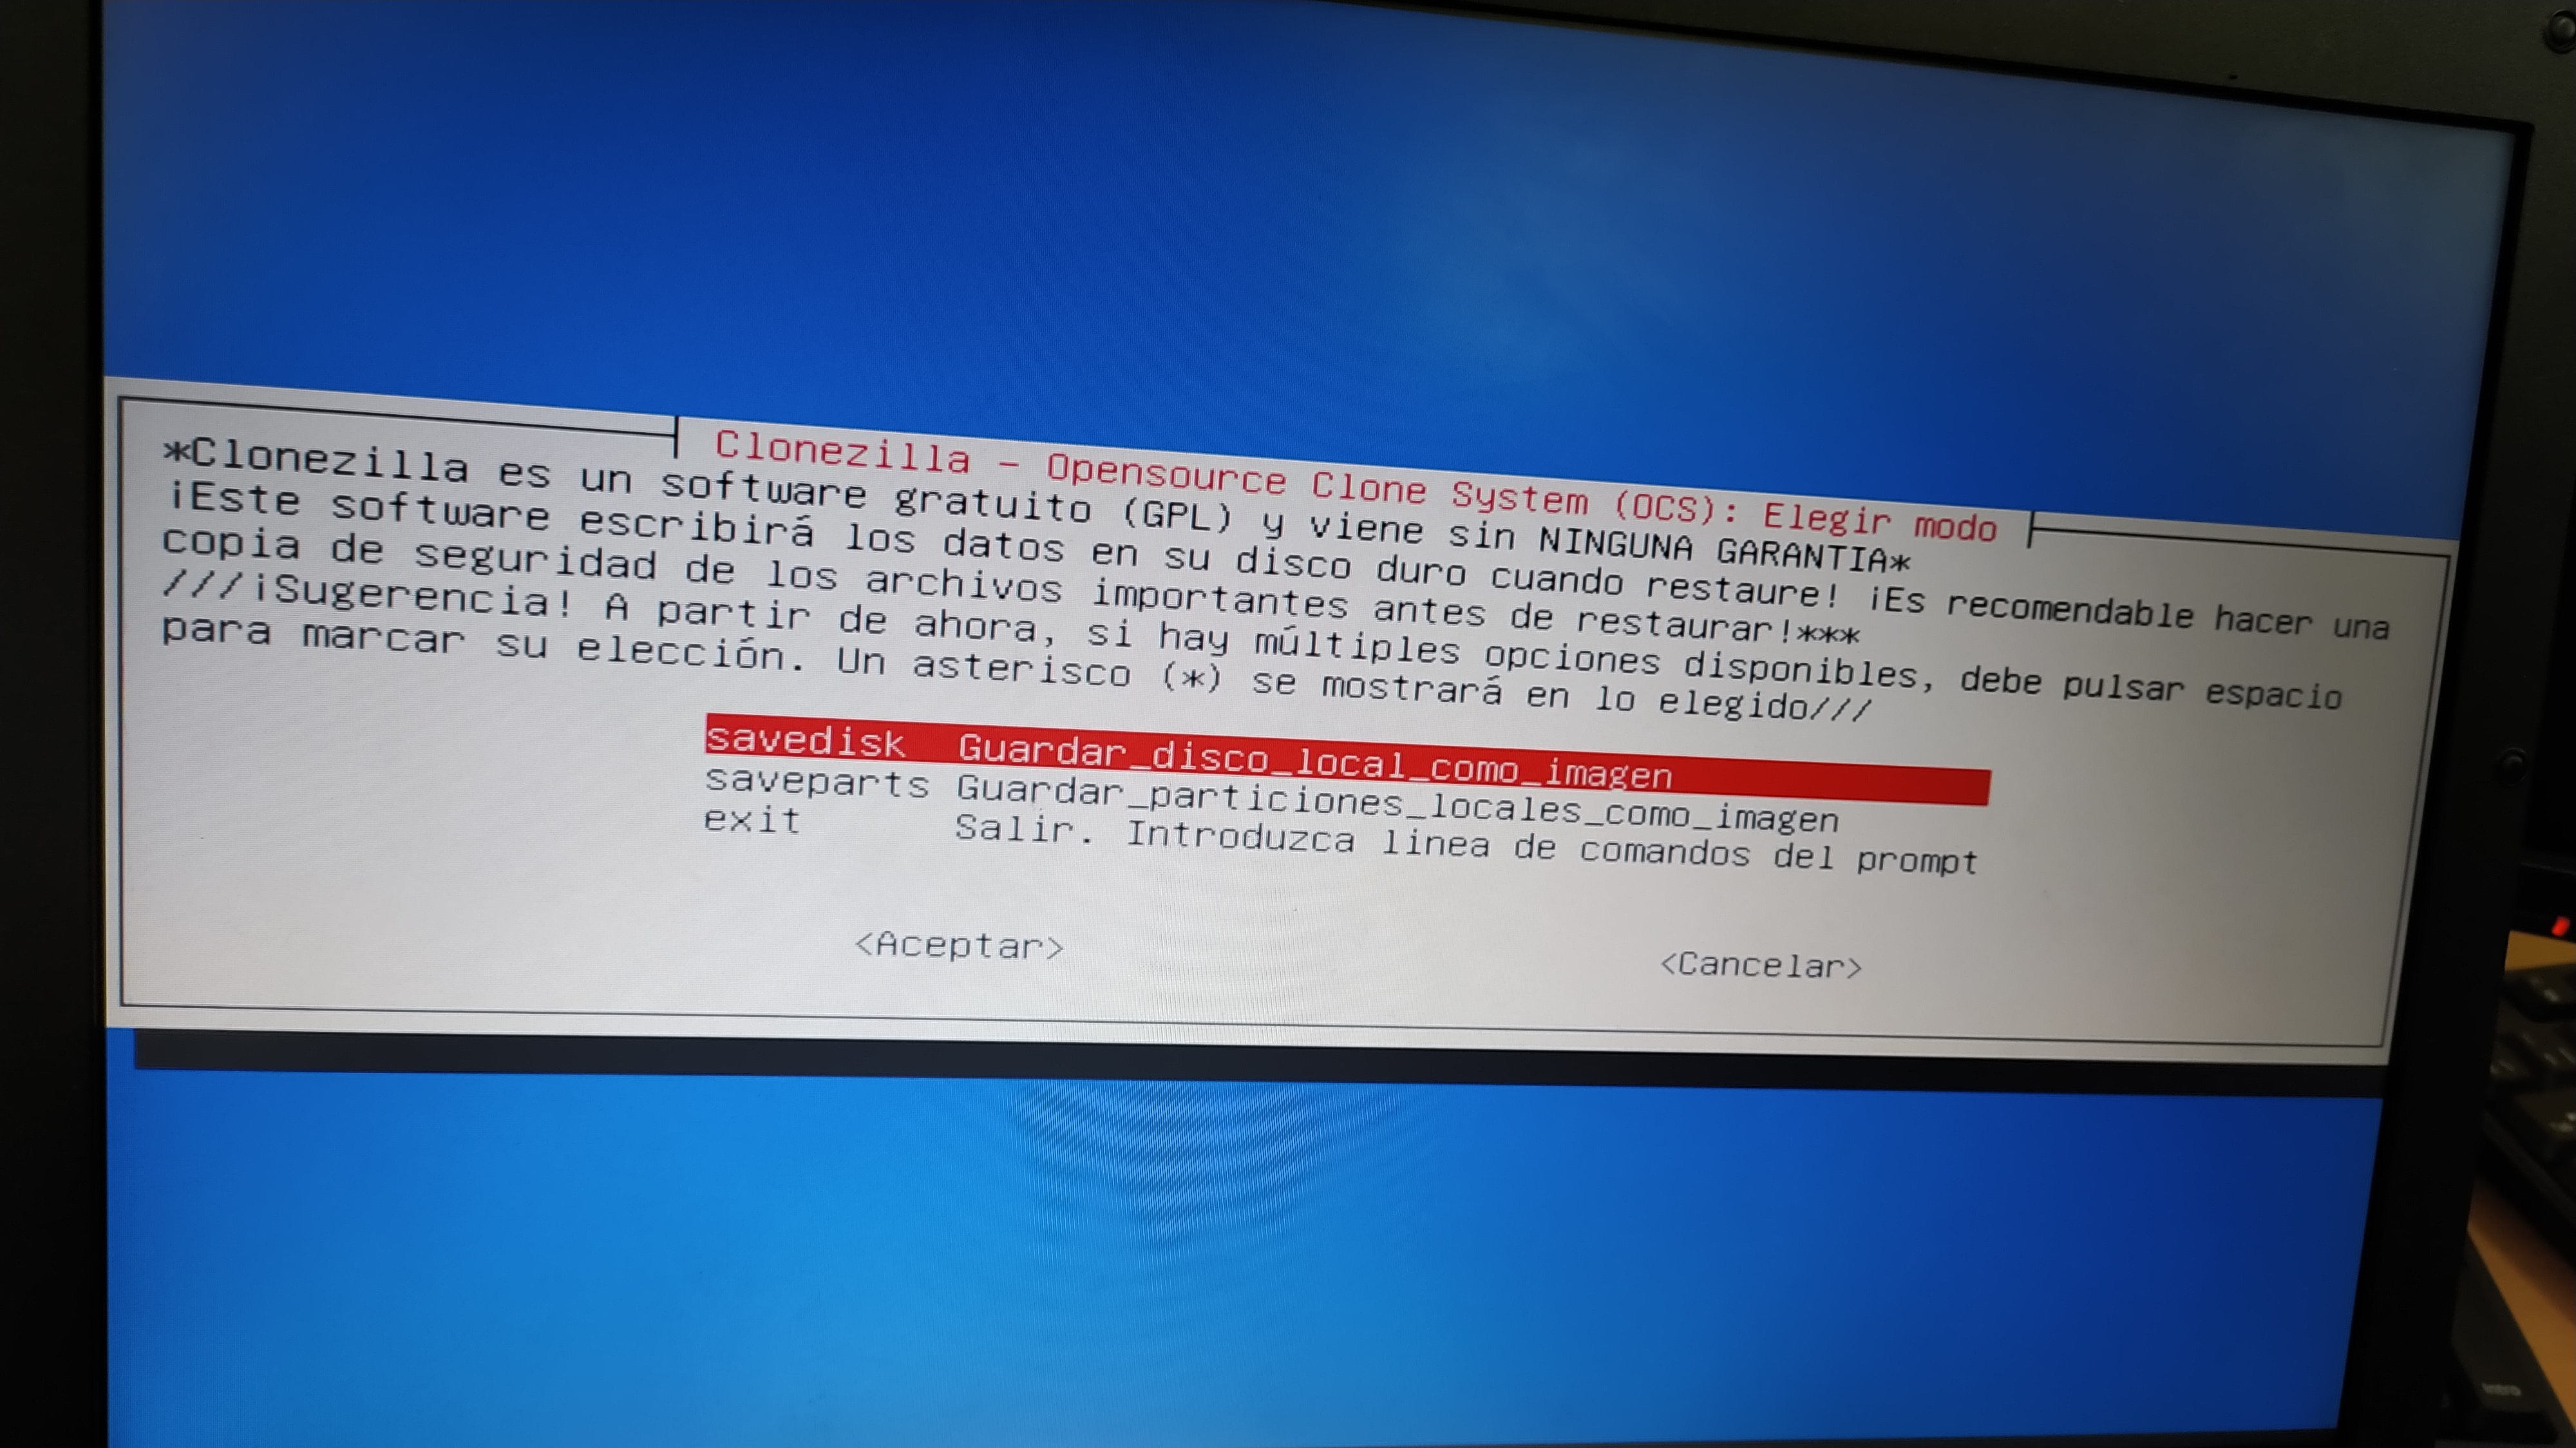 Clonezilla - Opensource Clone System (OCS): Elegir modo
*Clonezilla es un software gratuito (GPL) y viene sin NINGUNA GARANTIA*
¡Este software escribirá los datos en su disco duro cuando restaure! ¡Es recomendable hacer una
copia de seguridad de los archivos importantes antes de restaurar!***
///¡Sugerencia! A partir de ahora, si hay múltiples opciones disponibles, debe pulsar espacio
para marcar su elección. Un asterisco (*) se mostrará en lo elegido///
savedisk Guardar_disco_local_como_imagen
saveparts Guardar_particiones_locales_como_imagen
exit Salir. Introduzca linea de comandos del prompt
<Aceptar> <Cancelar>
Intro